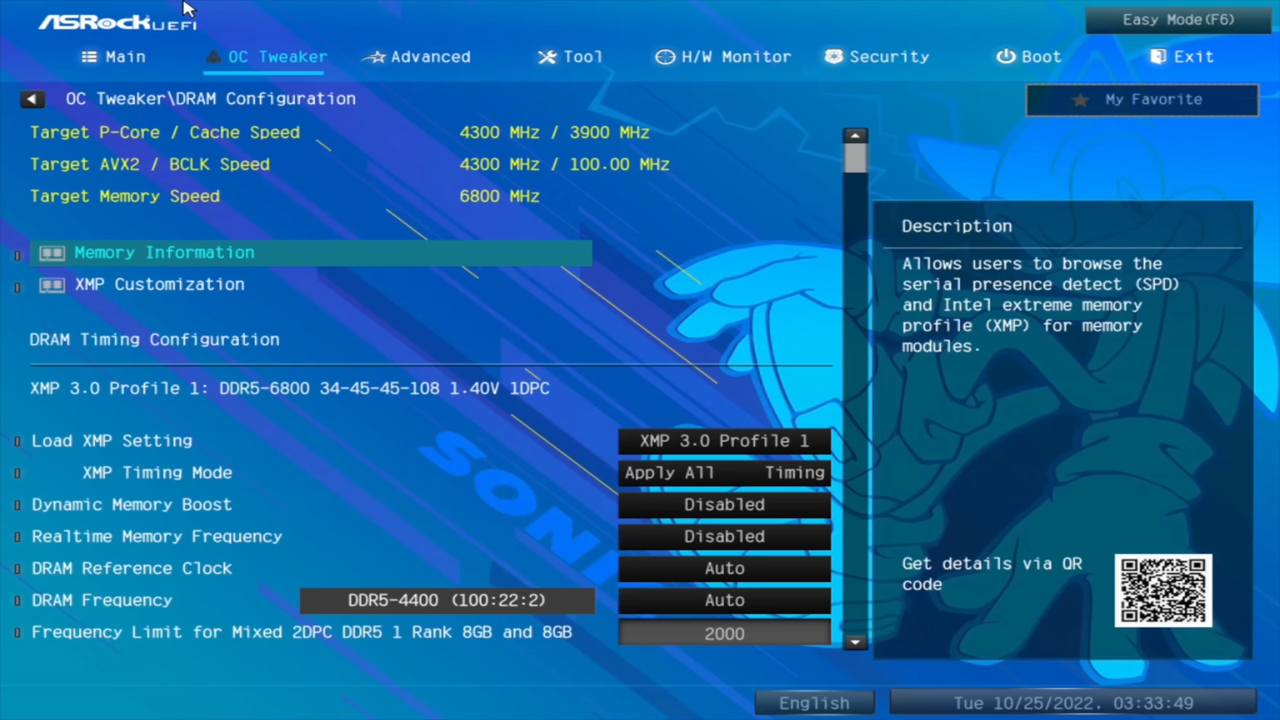 ASRock UEFI
Easy Mode(F6)
Main OC Tweaker Advanced Tool H/W Monitor Security Boot Exit
OC Tweaker\DRAM Configuration
My Favorite
Target P-Core / Cache Speed 4300 MHz / 3900 MHz
Target AVX2 / BCLK Speed 4300 MHz / 100.00 MHz
Target Memory Speed 6800 MHz
Memory Information
XMP Customization
DRAM Timing Configuration
XMP 3.0 Profile 1: DDR5-6800 34-45-45-108 1.40V 1DPC
Load XMP Setting XMP 3.0 Profile 1
XMP Timing Mode Apply All Timing
Dynamic Memory Boost Disabled
Realtime Memory Frequency Disabled
DRAM Reference Clock Auto
DRAM Frequency DDR5-4400 (100:22:2) Auto
Frequency Limit for Mixed 2DPC DDR5 1 Rank 8GB and 8GB 2000
Description
Allows users to browse the
serial presence detect (SPD)
and Intel extreme memory
profile (XMP) for memory
modules.
Get details via QR
code
SONI
English
Tue 10/25/2022. 03:33:49